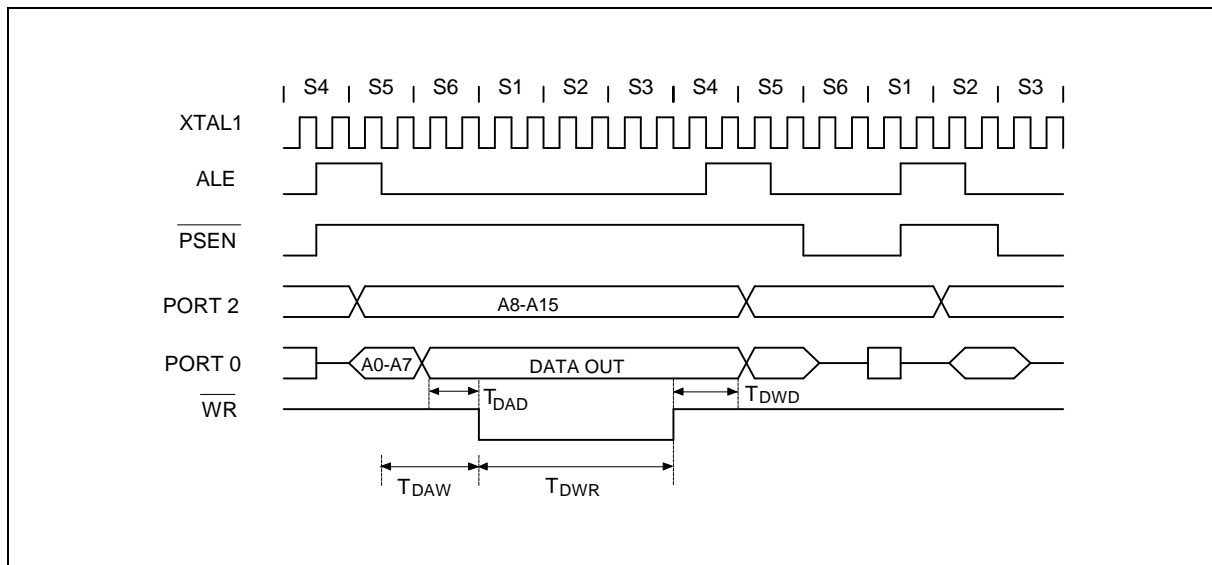 S4 S5 S6 S1 S2 S3 S4 S5 S6 S1 S2 S3
XTAL1
ALE
PSEN
PORT 2 A8-A15
PORT 0 A0-A7 DATA OUT
TDAD TDWD
WR
TDAW TDWR